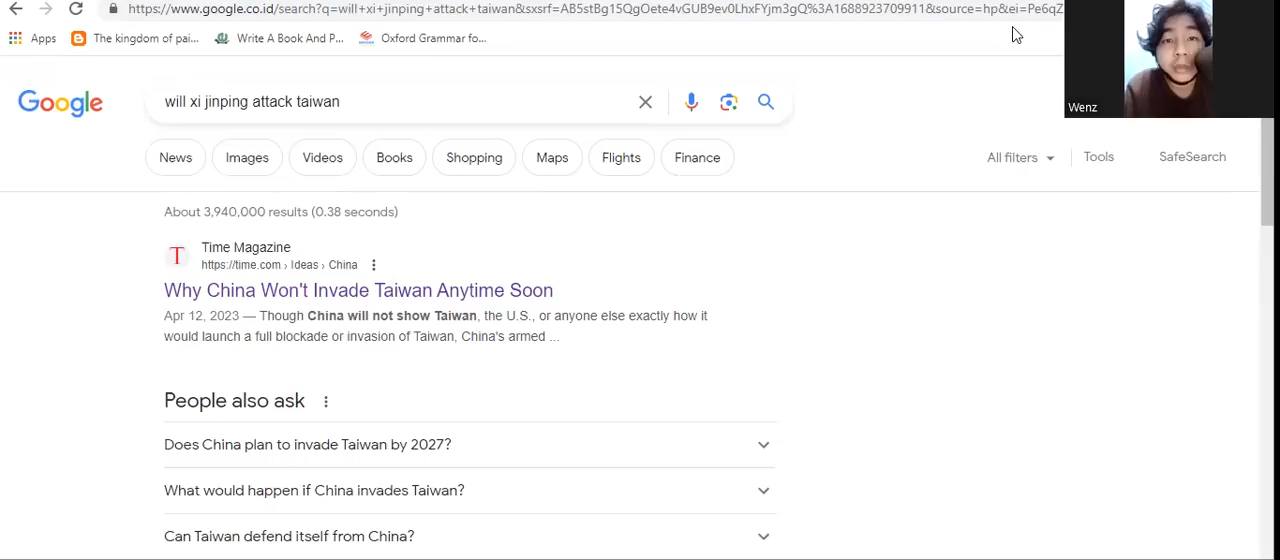 https://www.google.co.id/search?q=will+xi+jinping+attack+taiwan&sxsrf=AB5stBg15QgOete4vGUB9ev0LhxFYjm3gQ%3A1688923709911&source=hp&ei=Pe6qZ
Apps
The kingdom of pai...
Write A Book And P...
Oxford Grammar fo...
Wenz
Google
will xi jinping attack taiwan
News
Images
Videos
Books
Shopping
Maps
Flights
Finance
All filters
Tools
SafeSearch
About 3,940,000 results (0.38 seconds)
T
Time Magazine
https://time.com › Ideas › China
Why China Won't Invade Taiwan Anytime Soon
Apr 12, 2023 — Though China will not show Taiwan, the U.S., or anyone else exactly how it
would launch a full blockade or invasion of Taiwan, China's armed ...
People also ask
Does China plan to invade Taiwan by 2027?
What would happen if China invades Taiwan?
Can Taiwan defend itself from China?